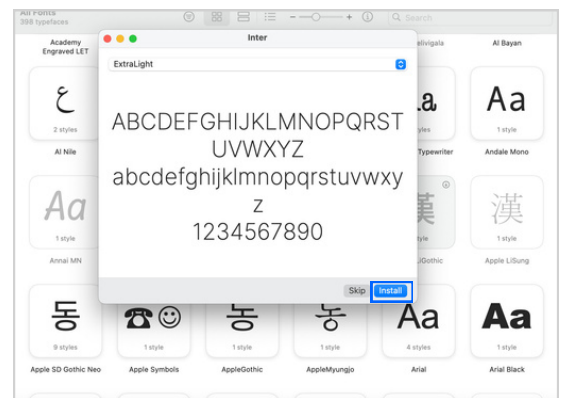 All Fonts
398 typefaces
Search
Academy
Engraved LET
Inter
Al Bayan
ExtraLight
ABCDEFGHIJKLMNOPQRST
UVWXYZ
abcdefghijklmnopqrstuvwxy
z
1234567890
Skip
Install
ع
2 styles
Al Nile
Aa
1 style
Andale Mono
Typewriter
Aa
1 style
Annai MN
漢
漢
1 style
Apple LiSung
동
9 styles
Apple SD Gothic Neo
☎☺
1 style
Apple Symbols
동
1 style
AppleGothic
동
1 style
AppleMyungjo
Aa
4 styles
Arial
Aa
1 style
Arial Black